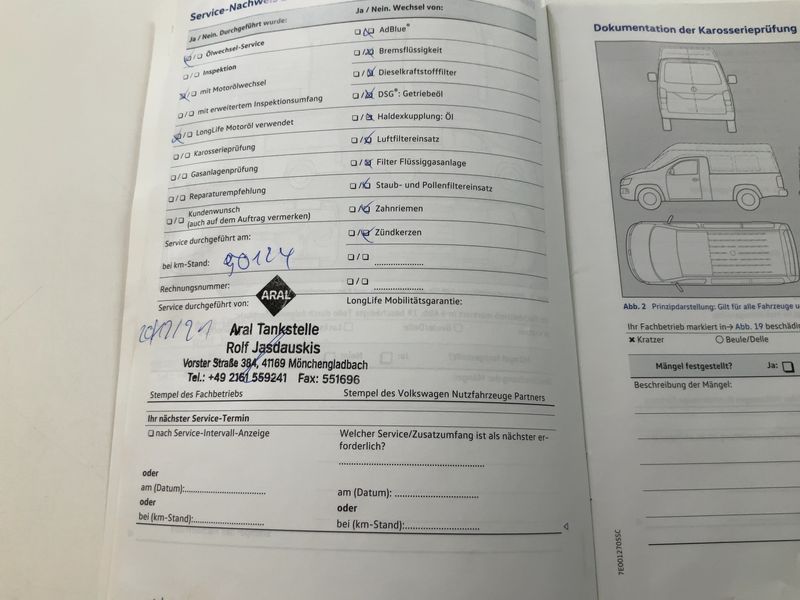 Service-Nachweis
Ja / Nein. Durchgeführt wurde:
Ölwechsel-Service
Inspektion
mit Motorölwechsel
mit erweitertem Inspektionsumfang
LongLife Motoröl verwendet
Karosserieprüfung
Gasanlagenprüfung
Reparaturempfehlung
Kundenwunsch
(auch auf dem Auftrag vermerken)
Service durchgeführt am:
bei km-Stand: 90124
Rechnungsnummer:
Service durchgeführt von:
Ja / Nein. Wechsel von:
AdBlue®
Bremsflüssigkeit
Dieselkraftstofffilter
DSG®: Getriebeöl
Haldexkupplung: Öl
Luftfiltereinsatz
Filter Flüssiggasanlage
Staub- und Pollenfiltereinsatz
Zahnriemen
Zündkerzen
LongLife Mobilitätsgarantie:
ARAL
Aral Tankstelle
Rolf Jasdauskis
Vorster Straße 384, 41169 Mönchengladbach
Tel.: +49 2161 559241 Fax: 551696
Stempel des Fachbetriebs
Stempel des Volkswagen Nutzfahrzeuge Partners
Ihr nächster Service-Termin
nach Service-Intervall-Anzeige
oder
am (Datum):
oder
bei (km-Stand):
Welcher Service/Zusatzumfang ist als nächster er-
forderlich?
am (Datum):
oder
bei (km-Stand):
Dokumentation der Karosserieprüfung
Abb. 2 Prinzipdarstellung: Gilt für alle Fahrzeuge
Ihr Fachbetrieb markiert in → Abb. 19
Kratzer
Beule/Delle
Mängel festgestellt? Ja:
Beschreibung der Mängel:
7E0012705SC